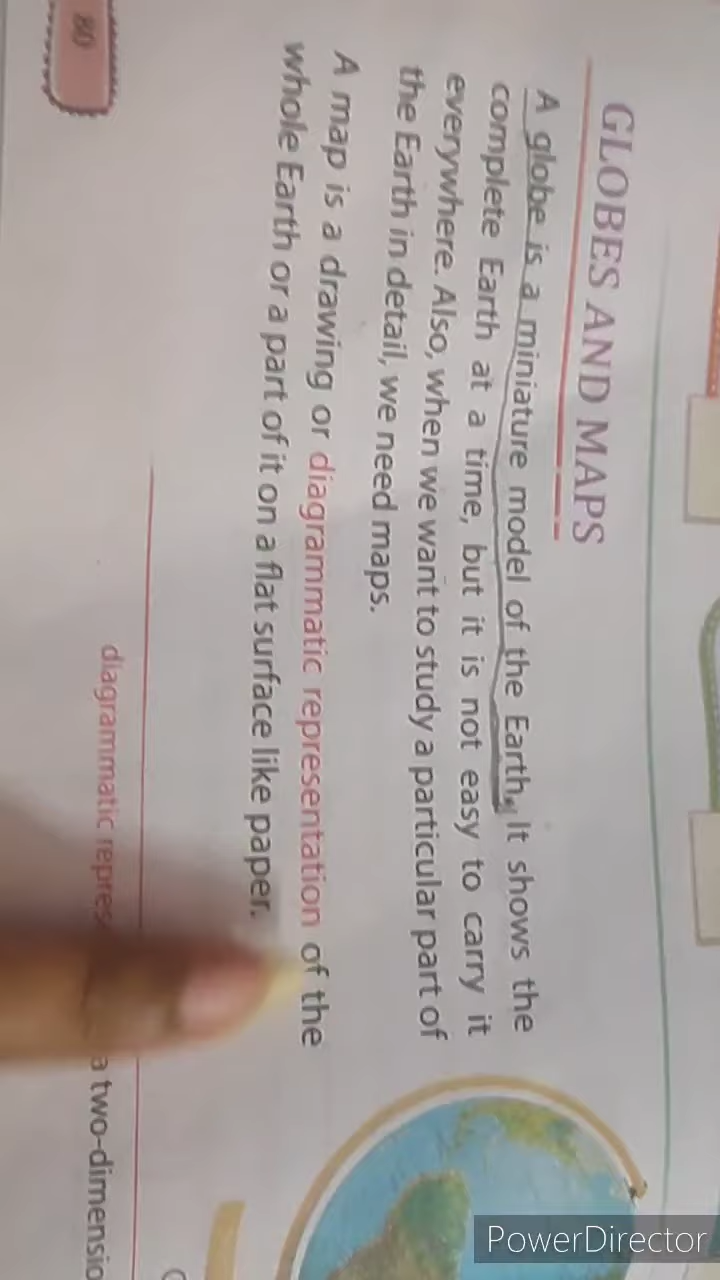 GLOBES AND MAPS
A globe is a miniature model of the Earth. It shows the
complete Earth at a time, but it is not easy to carry it
everywhere. Also, when we want to study a particular part of
the Earth in detail, we need maps.
A map is a drawing or diagrammatic representation of the
whole Earth or a part of it on a flat surface like paper.
diagrammatic a two-dimensio
80
PowerDirector